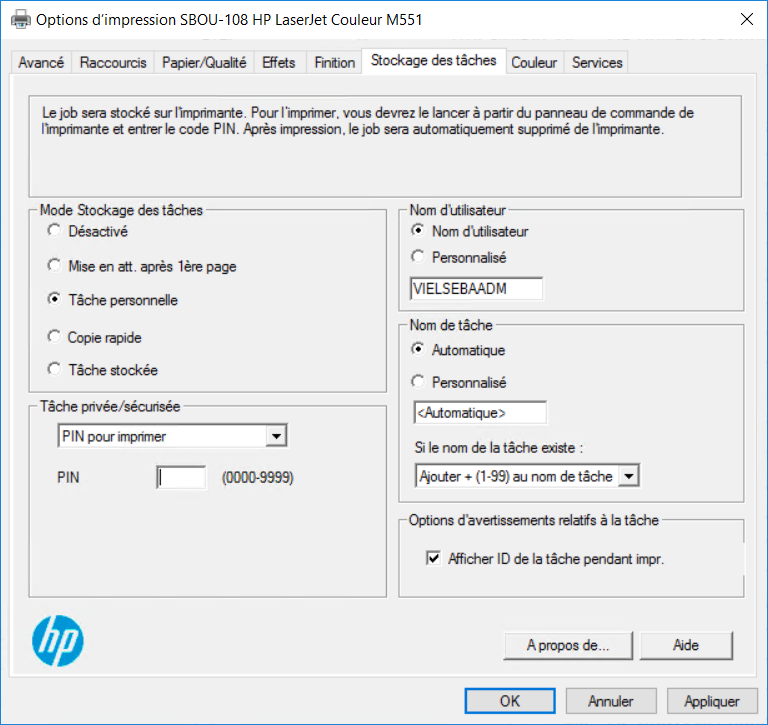 Options d'impression SBOU-108 HP LaserJet Couleur M551
Avancé Raccourcis Papier/Qualité Effets Finition Stockage des tâches Couleur Services
Le job sera stocké sur l'imprimante. Pour l'imprimer, vous devrez le lancer à partir du panneau de commande de
l'imprimante et entrer le code PIN. Après impression, le job sera automatiquement supprimé de l'imprimante.
Mode Stockage des tâches
Désactivé
Mise en att. après 1ère page
Tâche personnelle
Copie rapide
Tâche stockée
Tâche privée/sécurisée
PIN pour imprimer
PIN (0000-9999)
Nom d'utilisateur
Nom d'utilisateur
Personnalisé
VIELSEBAADM
Nom de tâche
Automatique
Personnalisé
<Automatique>
Si le nom de la tâche existe :
Ajouter + (1-99) au nom de tâche
Options d'avertissements relatifs à la tâche
Afficher ID de la tâche pendant impr.
hp
A propos de... Aide
OK Annuler Appliquer